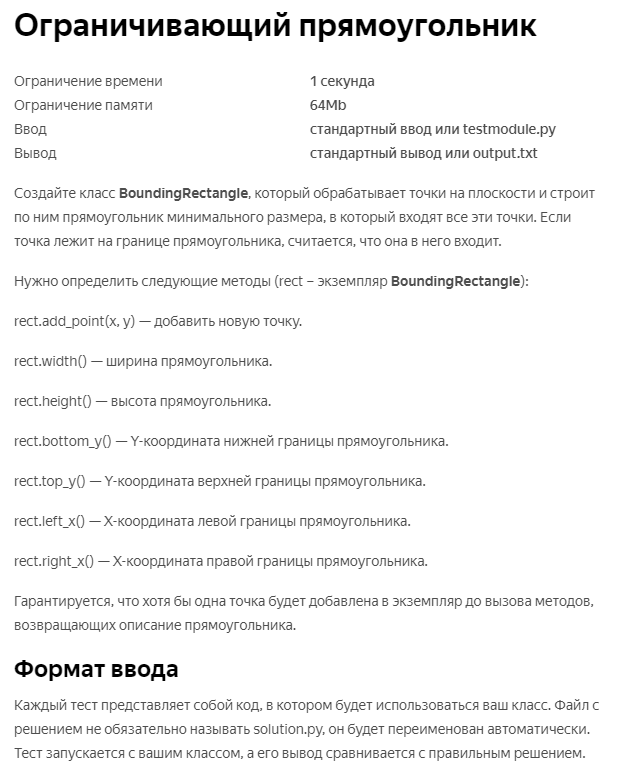 Ограничивающий прямоугольник
Ограничение времени 1 секунда
Ограничение памяти 64Mb
Ввод стандартный ввод или testmodule.py
Вывод стандартный вывод или output.txt
Создайте класс BoundingRectangle, который обрабатывает точки на плоскости и строит
по ним прямоугольник минимального размера, в который входят все эти точки. Если
точка лежит на границе прямоугольника, считается, что она в него входит.
Нужно определить следующие методы (rect – экземпляр BoundingRectangle):
rect.add_point(x, y) — добавить новую точку.
rect.width() — ширина прямоугольника.
rect.height() — высота прямоугольника.
rect.bottom_y() — Y-координата нижней границы прямоугольника.
rect.top_y() — Y-координата верхней границы прямоугольника.
rect.left_x() — X-координата левой границы прямоугольника.
rect.right_x() — X-координата правой границы прямоугольника.
Гарантируется, что хотя бы одна точка будет добавлена в экземпляр до вызова методов,
возвращающих описание прямоугольника.
Формат ввода
Каждый тест представляет собой код, в котором будет использоваться ваш класс. Файл с
решением не обязательно называть solution.py, он будет переименован автоматически.
Тест запускается с вашим классом, а его вывод сравнивается с правильным решением.